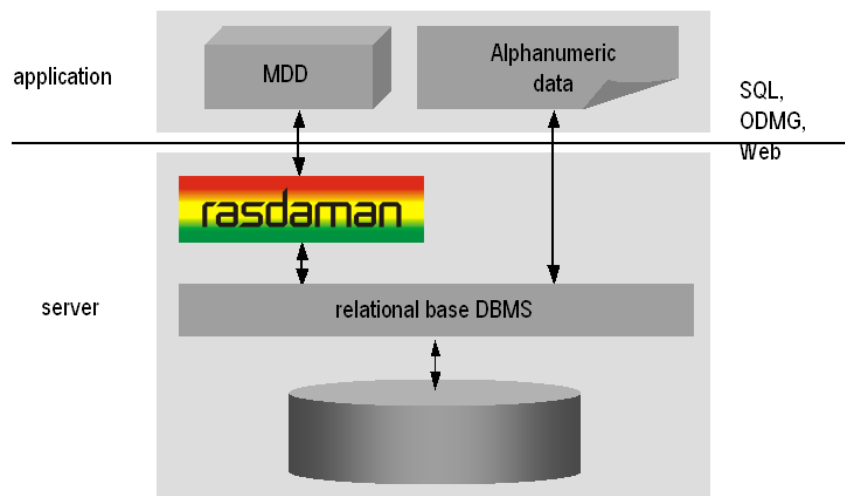 MDD
Alphanumeric
data
application
SQL,
ODMG,
Web
rasdaman
server
relational base DBMS